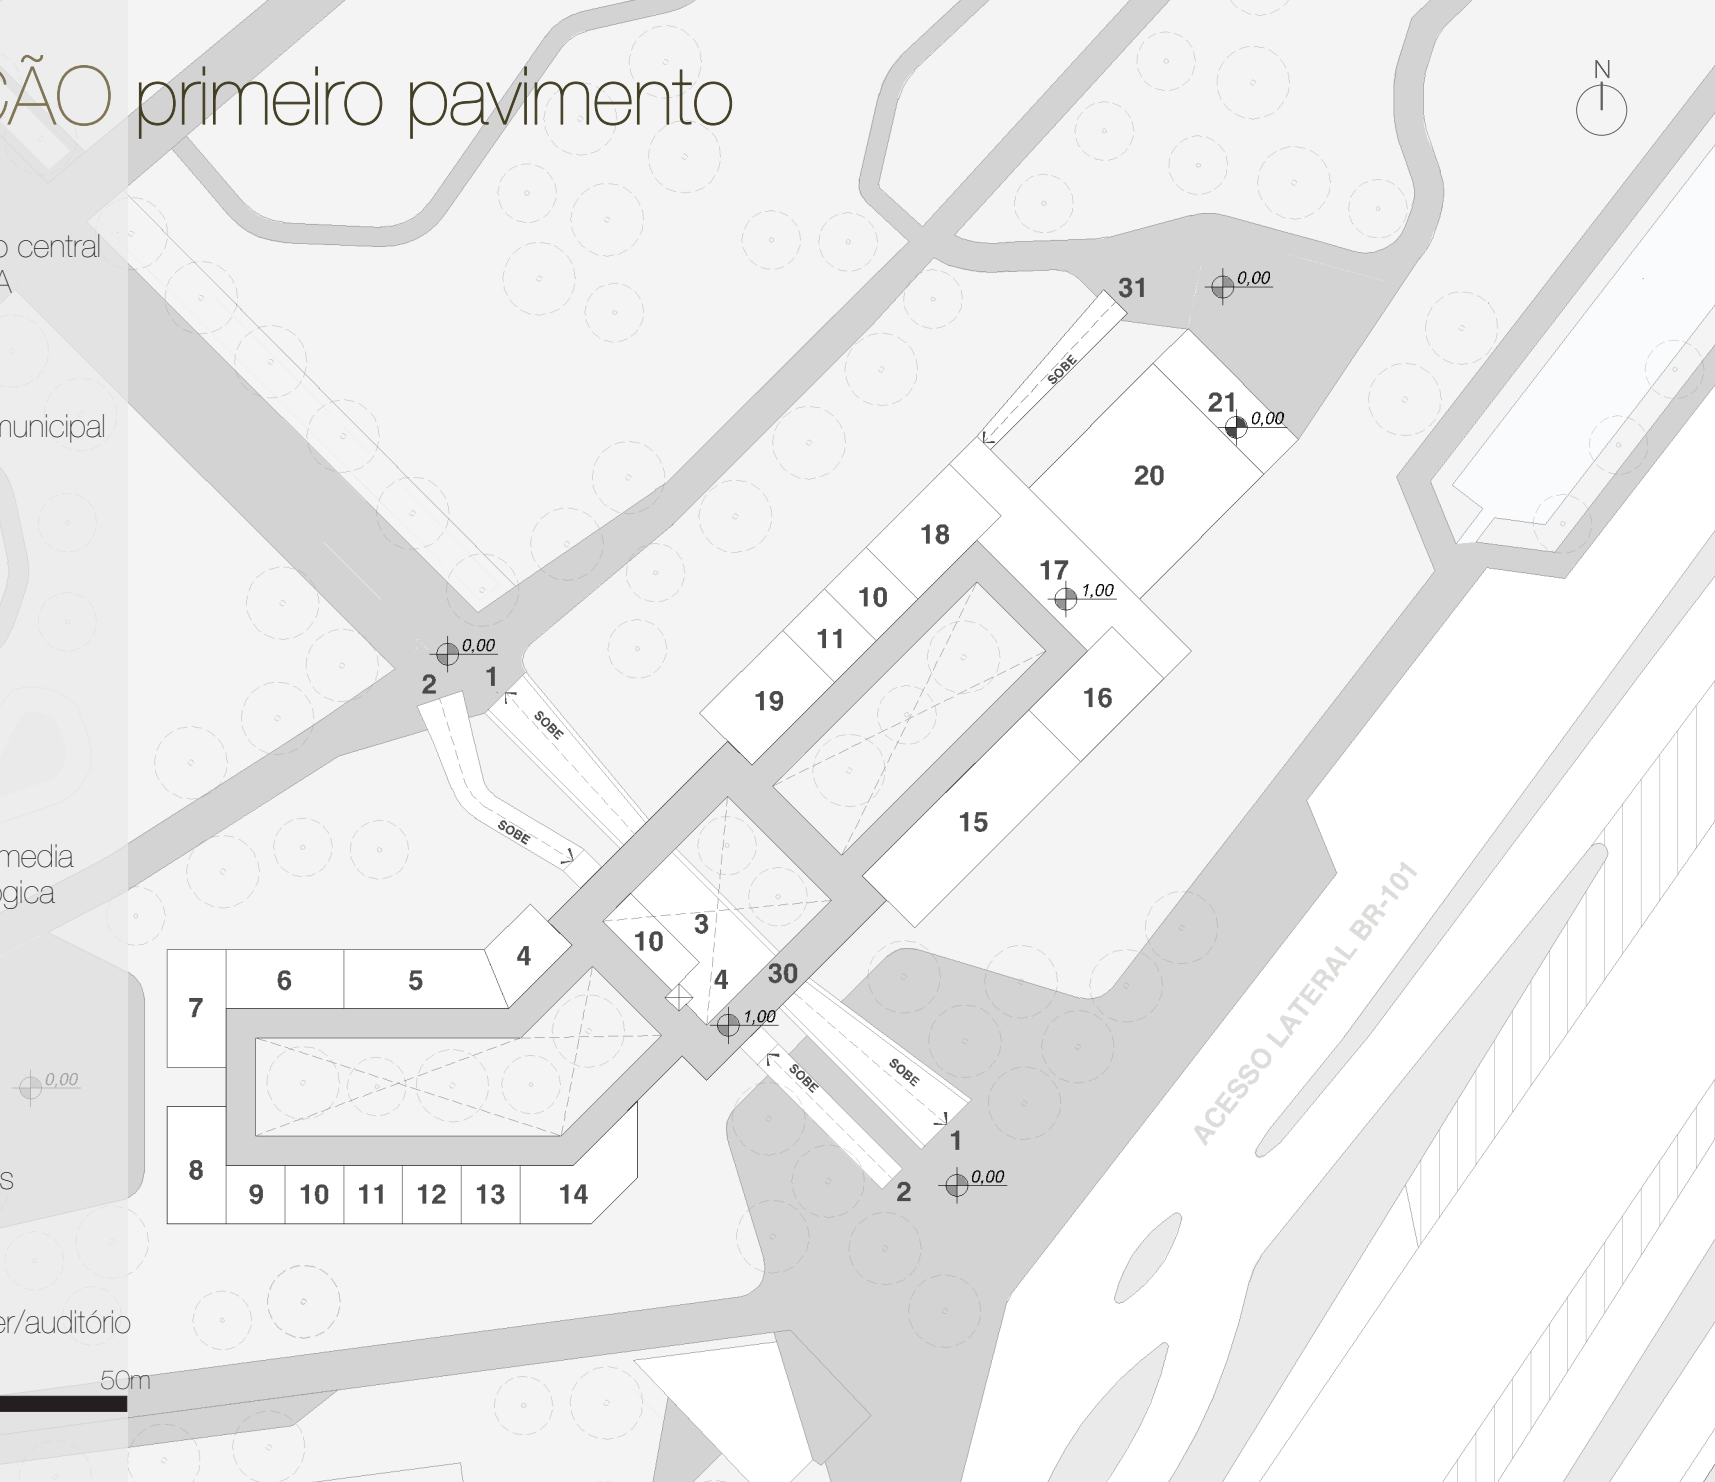 ÇÃO primeiro pavimento
N
o central
A
municipal
media
ógica
0,00
s
er/auditório
50m
31
0,00
SOBE
21
0,00
20
18
17
1,00
10
11
19
16
15
0,00
2
1
SOBE
SOBE
3
10
4
30
1,00
4
5
6
7
8
9
10
11
12
13
14
SOBE
SOBE
1
2
0,00
ACESSO LATERAL BR-101